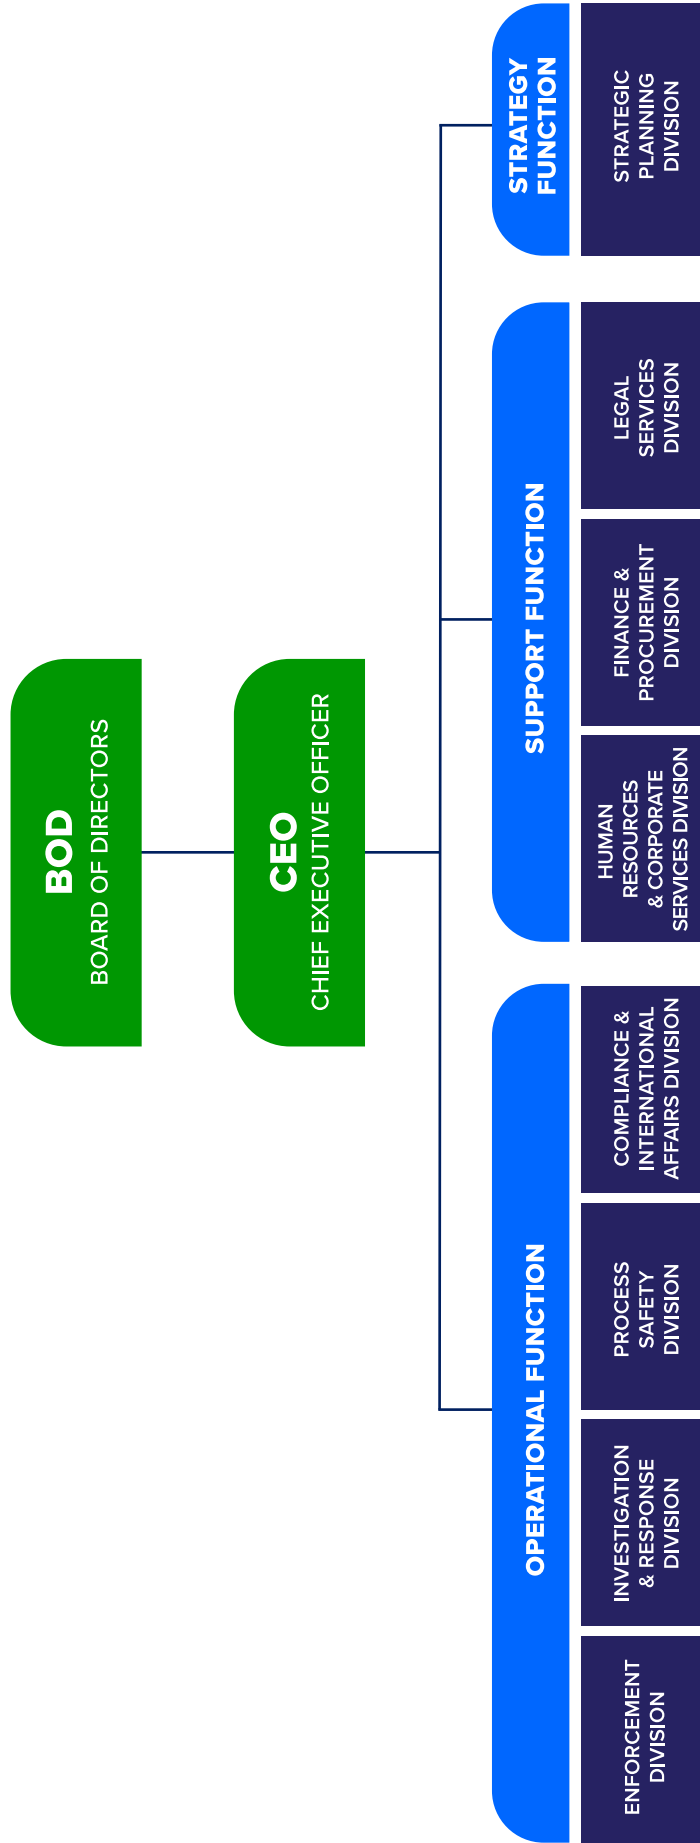 BOD
BOARD OF DIRECTORS
CEO
CHIEF EXECUTIVE OFFICER
OPERATIONAL FUNCTION
SUPPORT FUNCTION
STRATEGY
FUNCTION
ENFORCEMENT
DIVISION
INVESTIGATION
& RESPONSE
DIVISION
PROCESS
SAFETY
DIVISION
COMPLIANCE &
INTERNATIONAL
AFFAIRS DIVISION
HUMAN
RESOURCES
& CORPORATE
SERVICES DIVISION
FINANCE &
PROCUREMENT
DIVISION
LEGAL
SERVICES
DIVISION
STRATEGIC
PLANNING
DIVISION